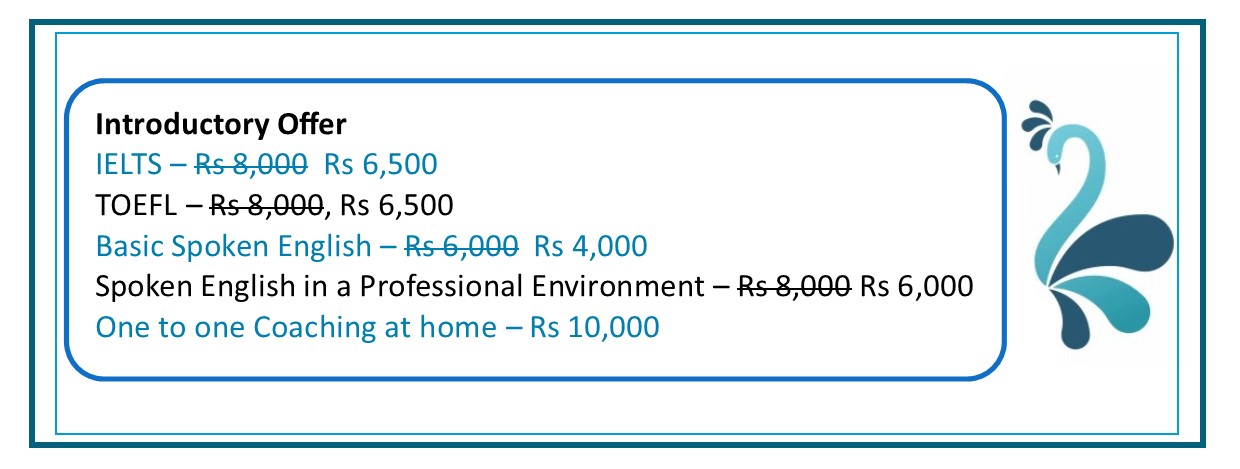 Introductory Offer
IELTS – Rs 8,000 Rs 6,500
TOEFL – Rs 8,000, Rs 6,500
Basic Spoken English – Rs 6,000 Rs 4,000
Spoken English in a Professional Environment – Rs 8,000 Rs 6,000
One to one Coaching at home – Rs 10,000